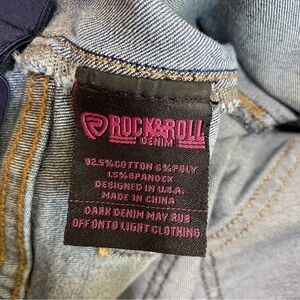 ROCK&ROLL
DENIM
92.5%COTTON 6%POLY
1.5%SPANDEX
DESIGNED IN U.S.A.
MADE IN CHINA
DARK DENIM MAY RUB
OFF ONTO LIGHT CLOTHING